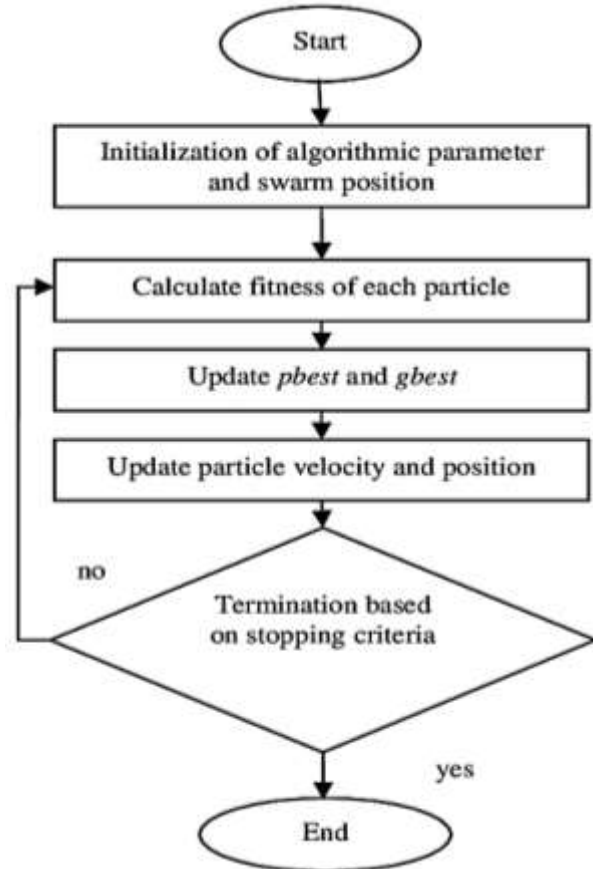 Start
Initialization of algorithmic parameter
and swarm position
Calculate fitness of each particle
Update pbest and gbest
Update particle velocity and position
no
Termination based
on stopping criteria
yes
End